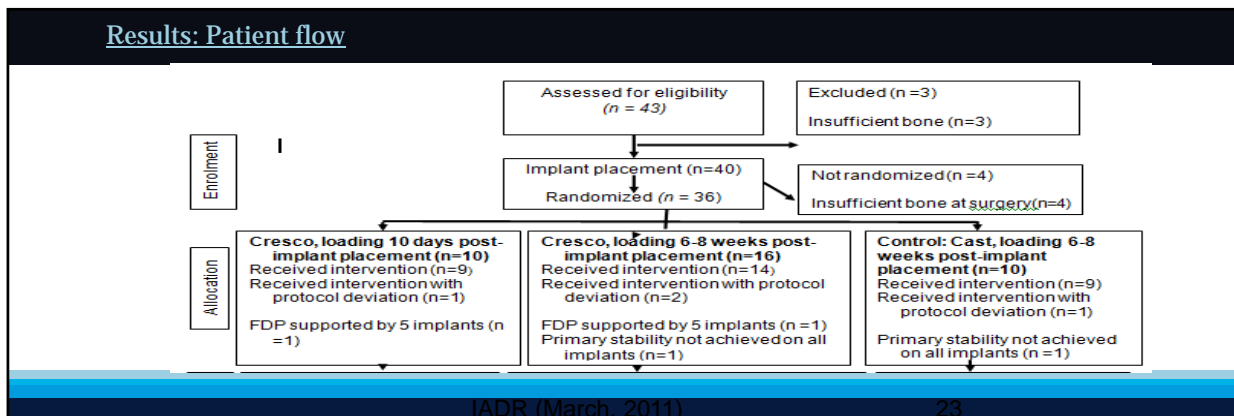 Results: Patient flow
Assessed for eligibility
(n = 43)
Excluded (n =3)
Insufficient bone (n=3)
Enrolment
I
Implant placement (n=40)
Randomized (n = 36)
Not randomized (n =4)
Insufficient bone at surgery(n=4)
Allocation
Cresco, loading 10 days post-
implant placement (n=10)
Received intervention (n=9)
Received intervention with
protocol deviation (n=1)
FDP supported by 5 implants (n
=1)
Cresco, loading 6-8 weeks post-
implant placement (n=16)
Received intervention (n=14)
Received intervention with protocol
deviation (n=2)
FDP supported by 5 implants (n =1)
Primary stability not achieved on all
implants (n=1)
Control: Cast, loading 6-8
weeks post-implant
placement (n=10)
Received intervention (n=9)
Received intervention with
protocol deviation (n=1)
Primary stability not achieved
on all implants (n =1)
IADR (March, 2011)
23